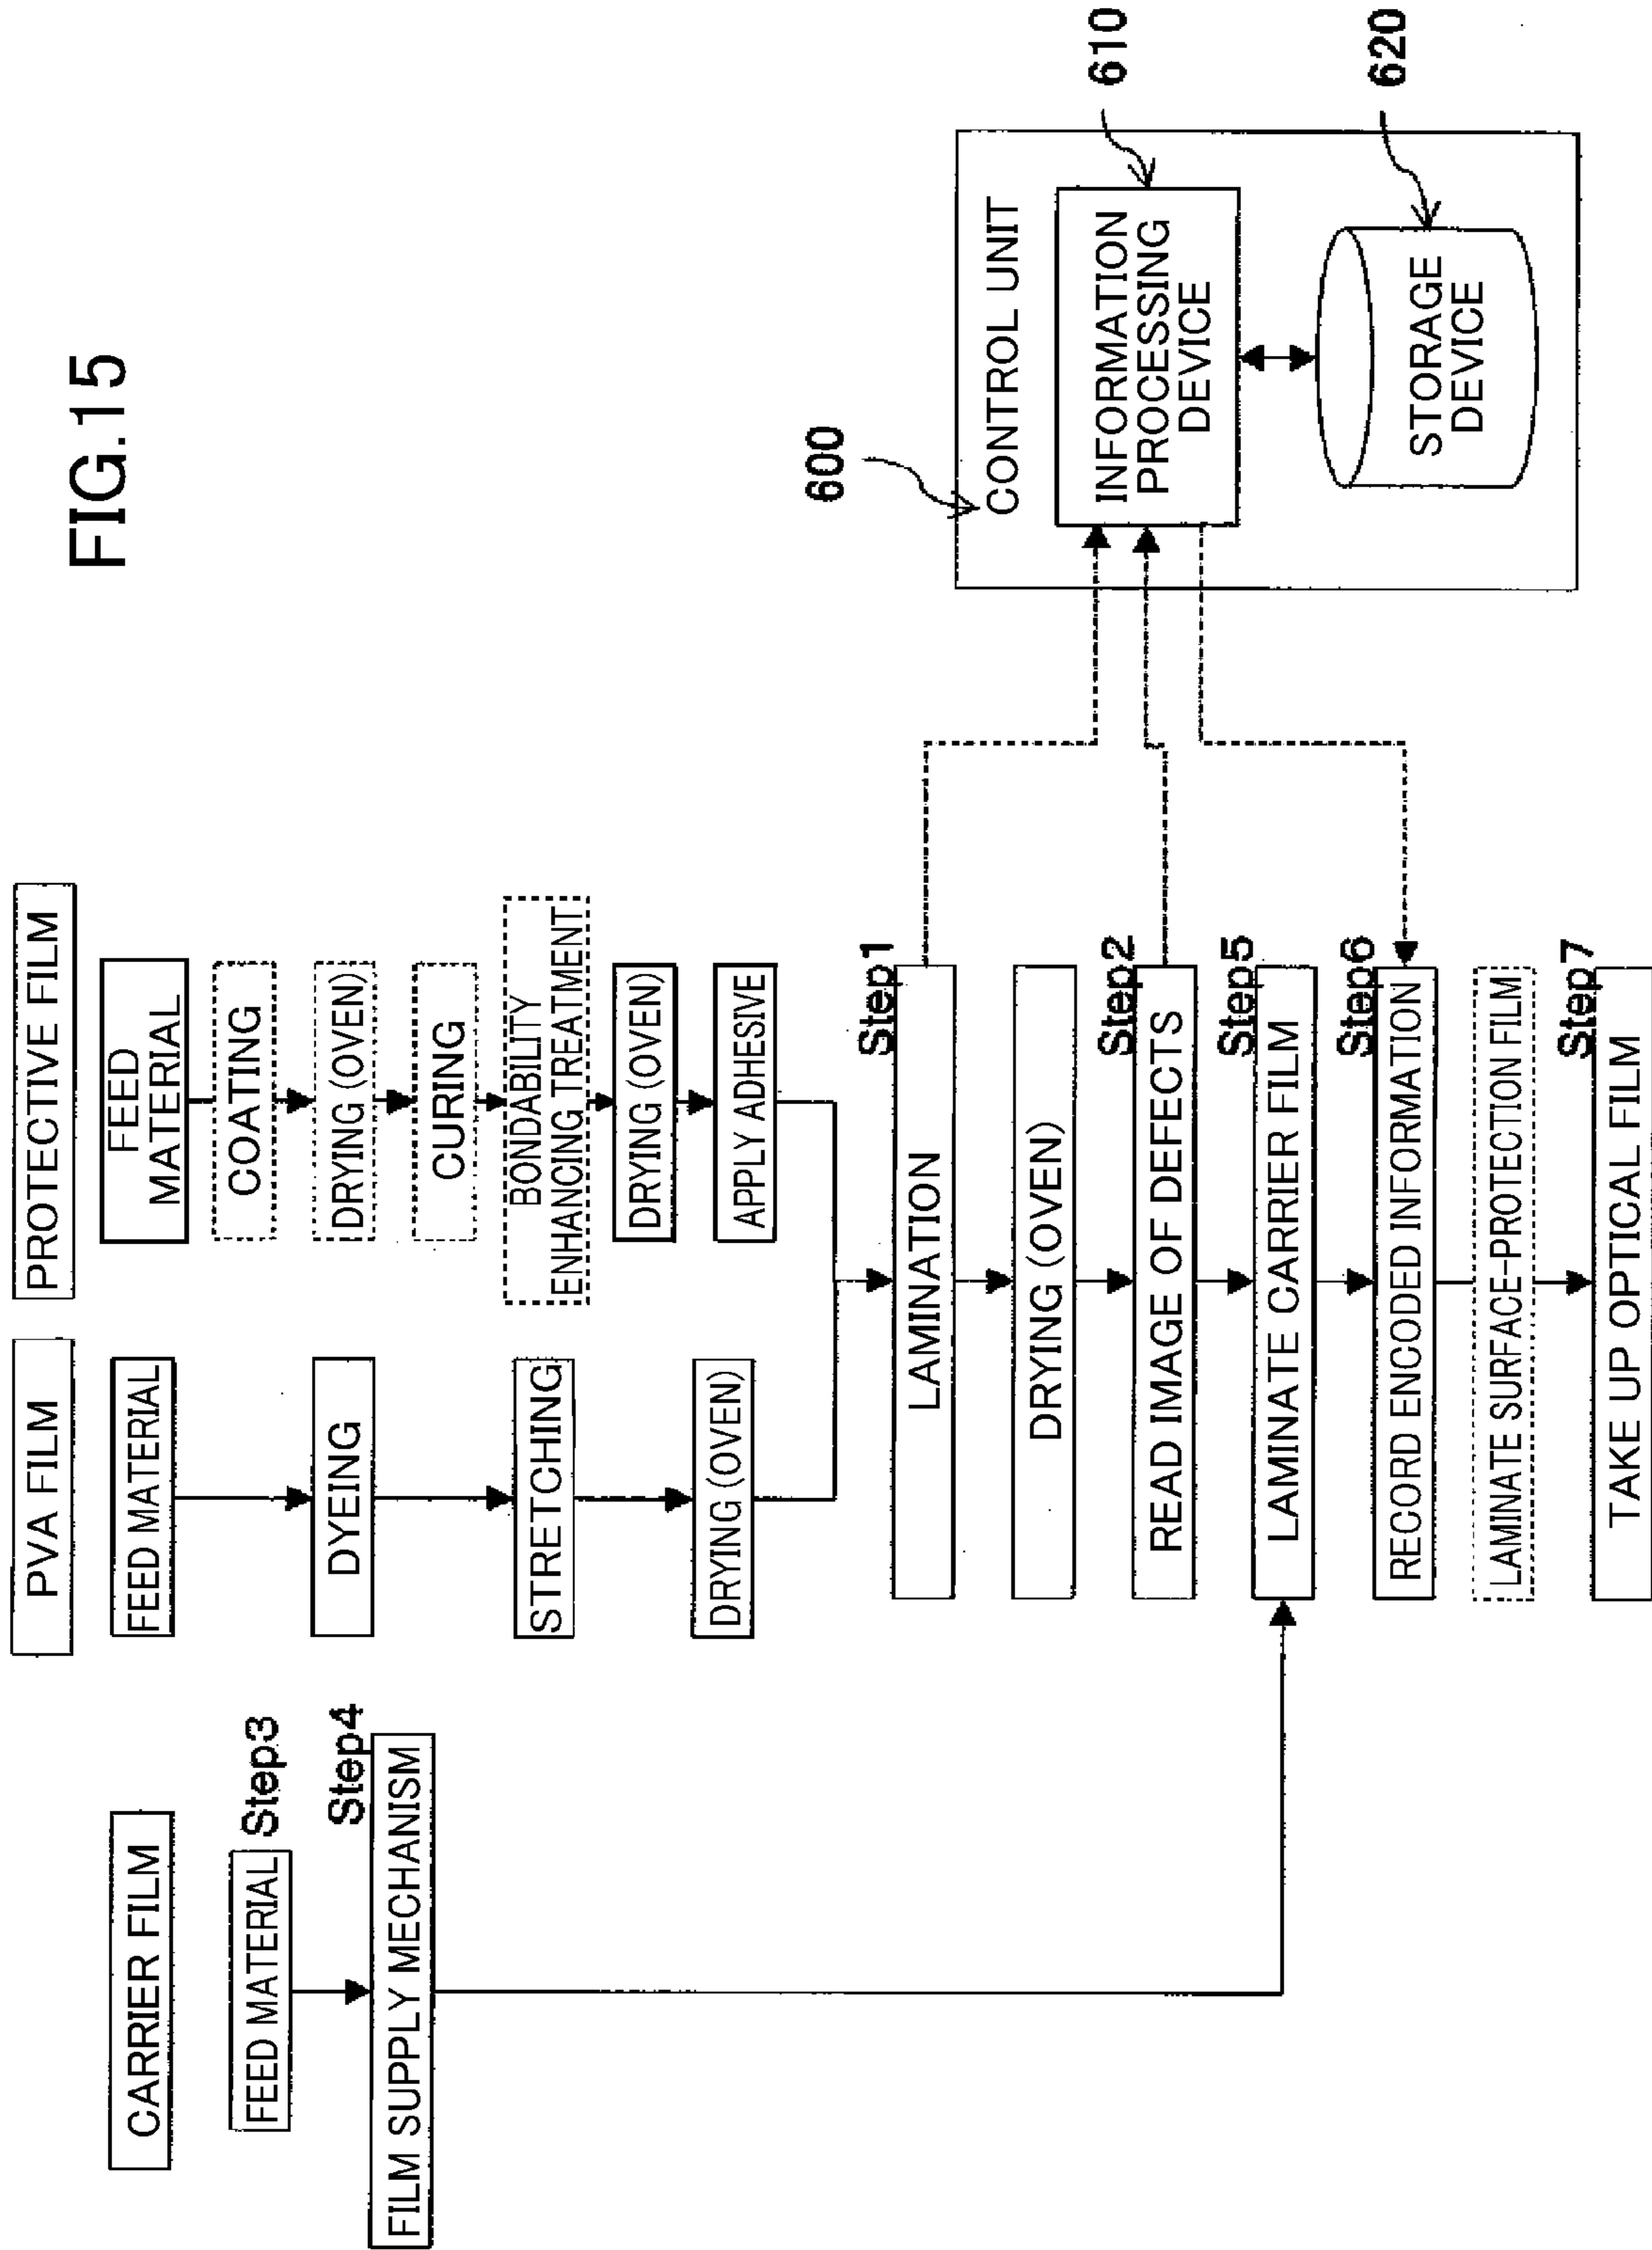 FIG.15
CARRIER FILM
FEED MATERIAL
Step3
Step4
FILM SUPPLY MECHANISM
PVA FILM
FEED MATERIAL
DYEING
STRETCHING
DRYING (OVEN)
PROTECTIVE FILM
FEED
MATERIAL
COATING
DRYING (OVEN)
CURING
BONDABILITY
ENHANCING TREATMENT
DRYING (OVEN)
APPLY ADHESIVE
Step1
LAMINATION
DRYING (OVEN)
Step2
READ IMAGE OF DEFECTS
Step5
LAMINATE CARRIER FILM
Step6
RECORD ENCODED INFORMATION
LAMINATE SURFACE-PROTECTION FILM
Step7
TAKE UP OPTICAL FILM
600
CONTROL UNIT
INFORMATION
PROCESSING
DEVICE
610
STORAGE
DEVICE
620